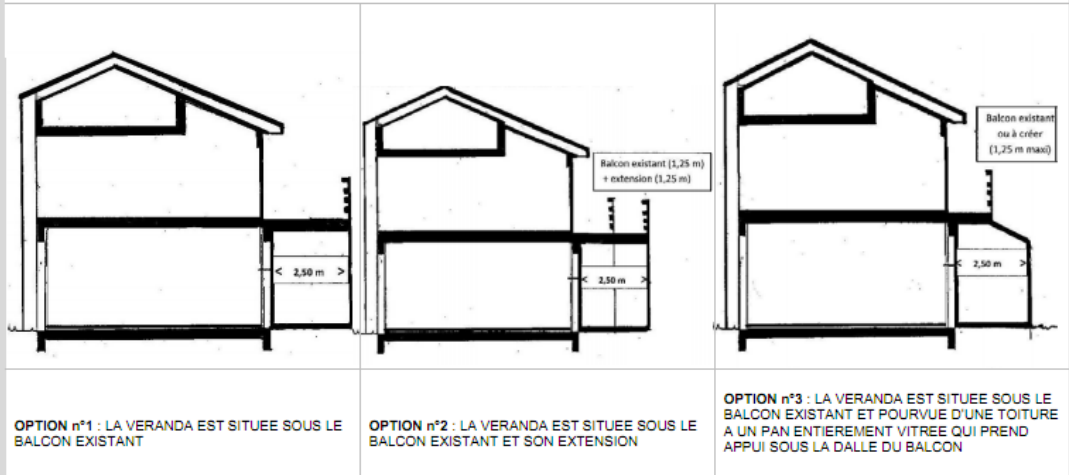 2,50 m
Balcon existant (1,25 m)
+ extension (1,25 m)
2,50 m
Balcon existant
ou à créer
(1,25 m maxi)
2,50 m
OPTION n°1 : LA VERANDA EST SITUEE SOUS LE
BALCON EXISTANT
OPTION n°2 : LA VERANDA EST SITUEE SOUS LE
BALCON EXISTANT ET SON EXTENSION
OPTION n°3 : LA VERANDA EST SITUEE SOUS LE
BALCON EXISTANT ET POURVUE D'UNE TOITURE
A UN PAN ENTIEREMENT VITREE QUI PREND
APPUI SOUS LA DALLE DU BALCON